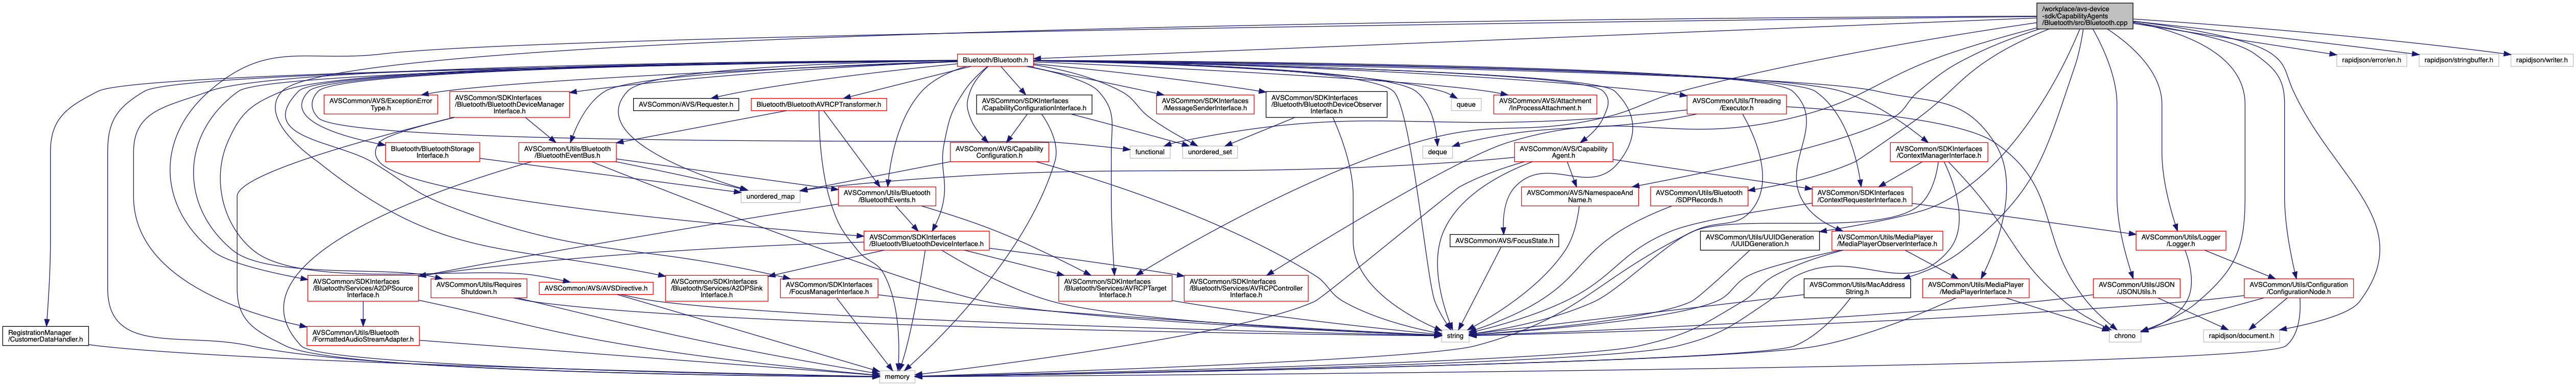 /workplace/avs-device
-sdk/CapabilityAgents
/Bluetooth/src/Bluetooth.cpp
Bluetooth/Bluetooth.h
rapidjson/error/en.h
rapidjson/stringbuffer.h
rapidjson/writer.h
AVSCommon/AVS/ExceptionError
Type.h
AVSCommon/SDKInterfaces
/Bluetooth/BluetoothDeviceManager
Interface.h
AVSCommon/AVS/Requester.h
Bluetooth/BluetoothAVRCPTransformer.h
AVSCommon/SDKInterfaces
/CapabilityConfigurationInterface.h
AVSCommon/SDKInterfaces
/MessageSenderInterface.h
AVSCommon/SDKInterfaces
/Bluetooth/BluetoothDeviceObserver
Interface.h
queue
AVSCommon/AVS/Attachment
/InProcessAttachment.h
AVSCommon/Utils/Threading
/Executor.h
Bluetooth/BluetoothStorage
Interface.h
AVSCommon/Utils/Bluetooth
/BluetoothEventBus.h
AVSCommon/AVS/Capability
Configuration.h
functional
unordered_set
deque
AVSCommon/AVS/Capability
Agent.h
AVSCommon/SDKInterfaces
/ContextManagerInterface.h
unordered_map
AVSCommon/Utils/Bluetooth
/BluetoothEvents.h
AVSCommon/AVS/NamespaceAnd
Name.h
AVSCommon/Utils/Bluetooth
/SDPRecords.h
AVSCommon/SDKInterfaces
/ContextRequesterInterface.h
AVSCommon/SDKInterfaces
/Bluetooth/BluetoothDeviceInterface.h
AVSCommon/AVS/FocusState.h
AVSCommon/Utils/UUIDGeneration
/UUIDGeneration.h
AVSCommon/Utils/MediaPlayer
/MediaPlayerObserverInterface.h
AVSCommon/Utils/Logger
/Logger.h
AVSCommon/SDKInterfaces
/Bluetooth/Services/A2DPSource
Interface.h
AVSCommon/Utils/Requires
Shutdown.h
AVSCommon/AVS/AVSDirective.h
AVSCommon/SDKInterfaces
/Bluetooth/Services/A2DPSink
Interface.h
AVSCommon/SDKInterfaces
/FocusManagerInterface.h
AVSCommon/SDKInterfaces
/Bluetooth/Services/AVRCPTarget
Interface.h
AVSCommon/SDKInterfaces
/Bluetooth/Services/AVRCPController
Interface.h
AVSCommon/Utils/MacAddress
String.h
AVSCommon/Utils/MediaPlayer
/MediaPlayerInterface.h
AVSCommon/Utils/JSON
/JSONUtils.h
AVSCommon/Utils/Configuration
/ConfigurationNode.h
RegistrationManager
/CustomerDataHandler.h
AVSCommon/Utils/Bluetooth
/FormattedAudioStreamAdapter.h
string
chrono
rapidjson/document.h
memory